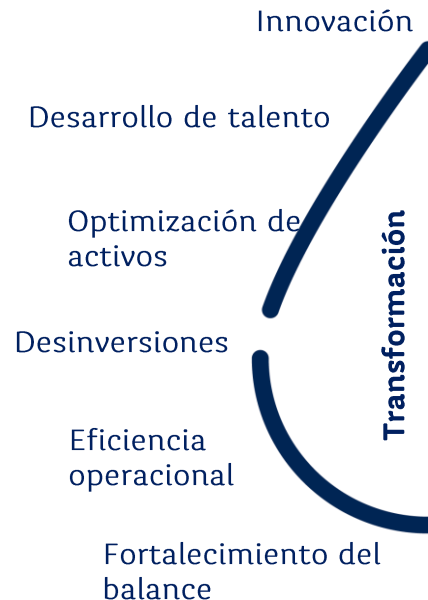 Innovación
Desarrollo de talento
Optimización de
activos
Transformación
Desinversiones
Eficiencia
operacional
Fortalecimiento del
balance